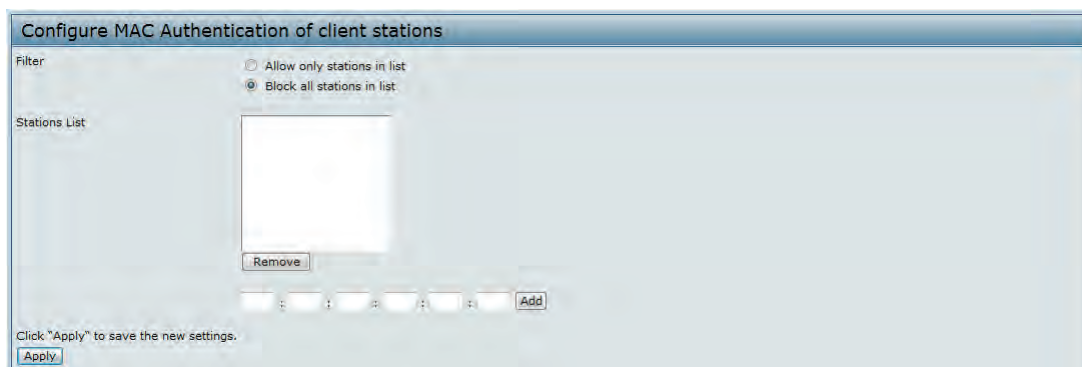 Configure MAC Authentication of client stations
Filter
Allow only stations in list
Block all stations in list
Stations List
Remove
: : : : : Add
Click "Apply" to save the new settings.
Apply